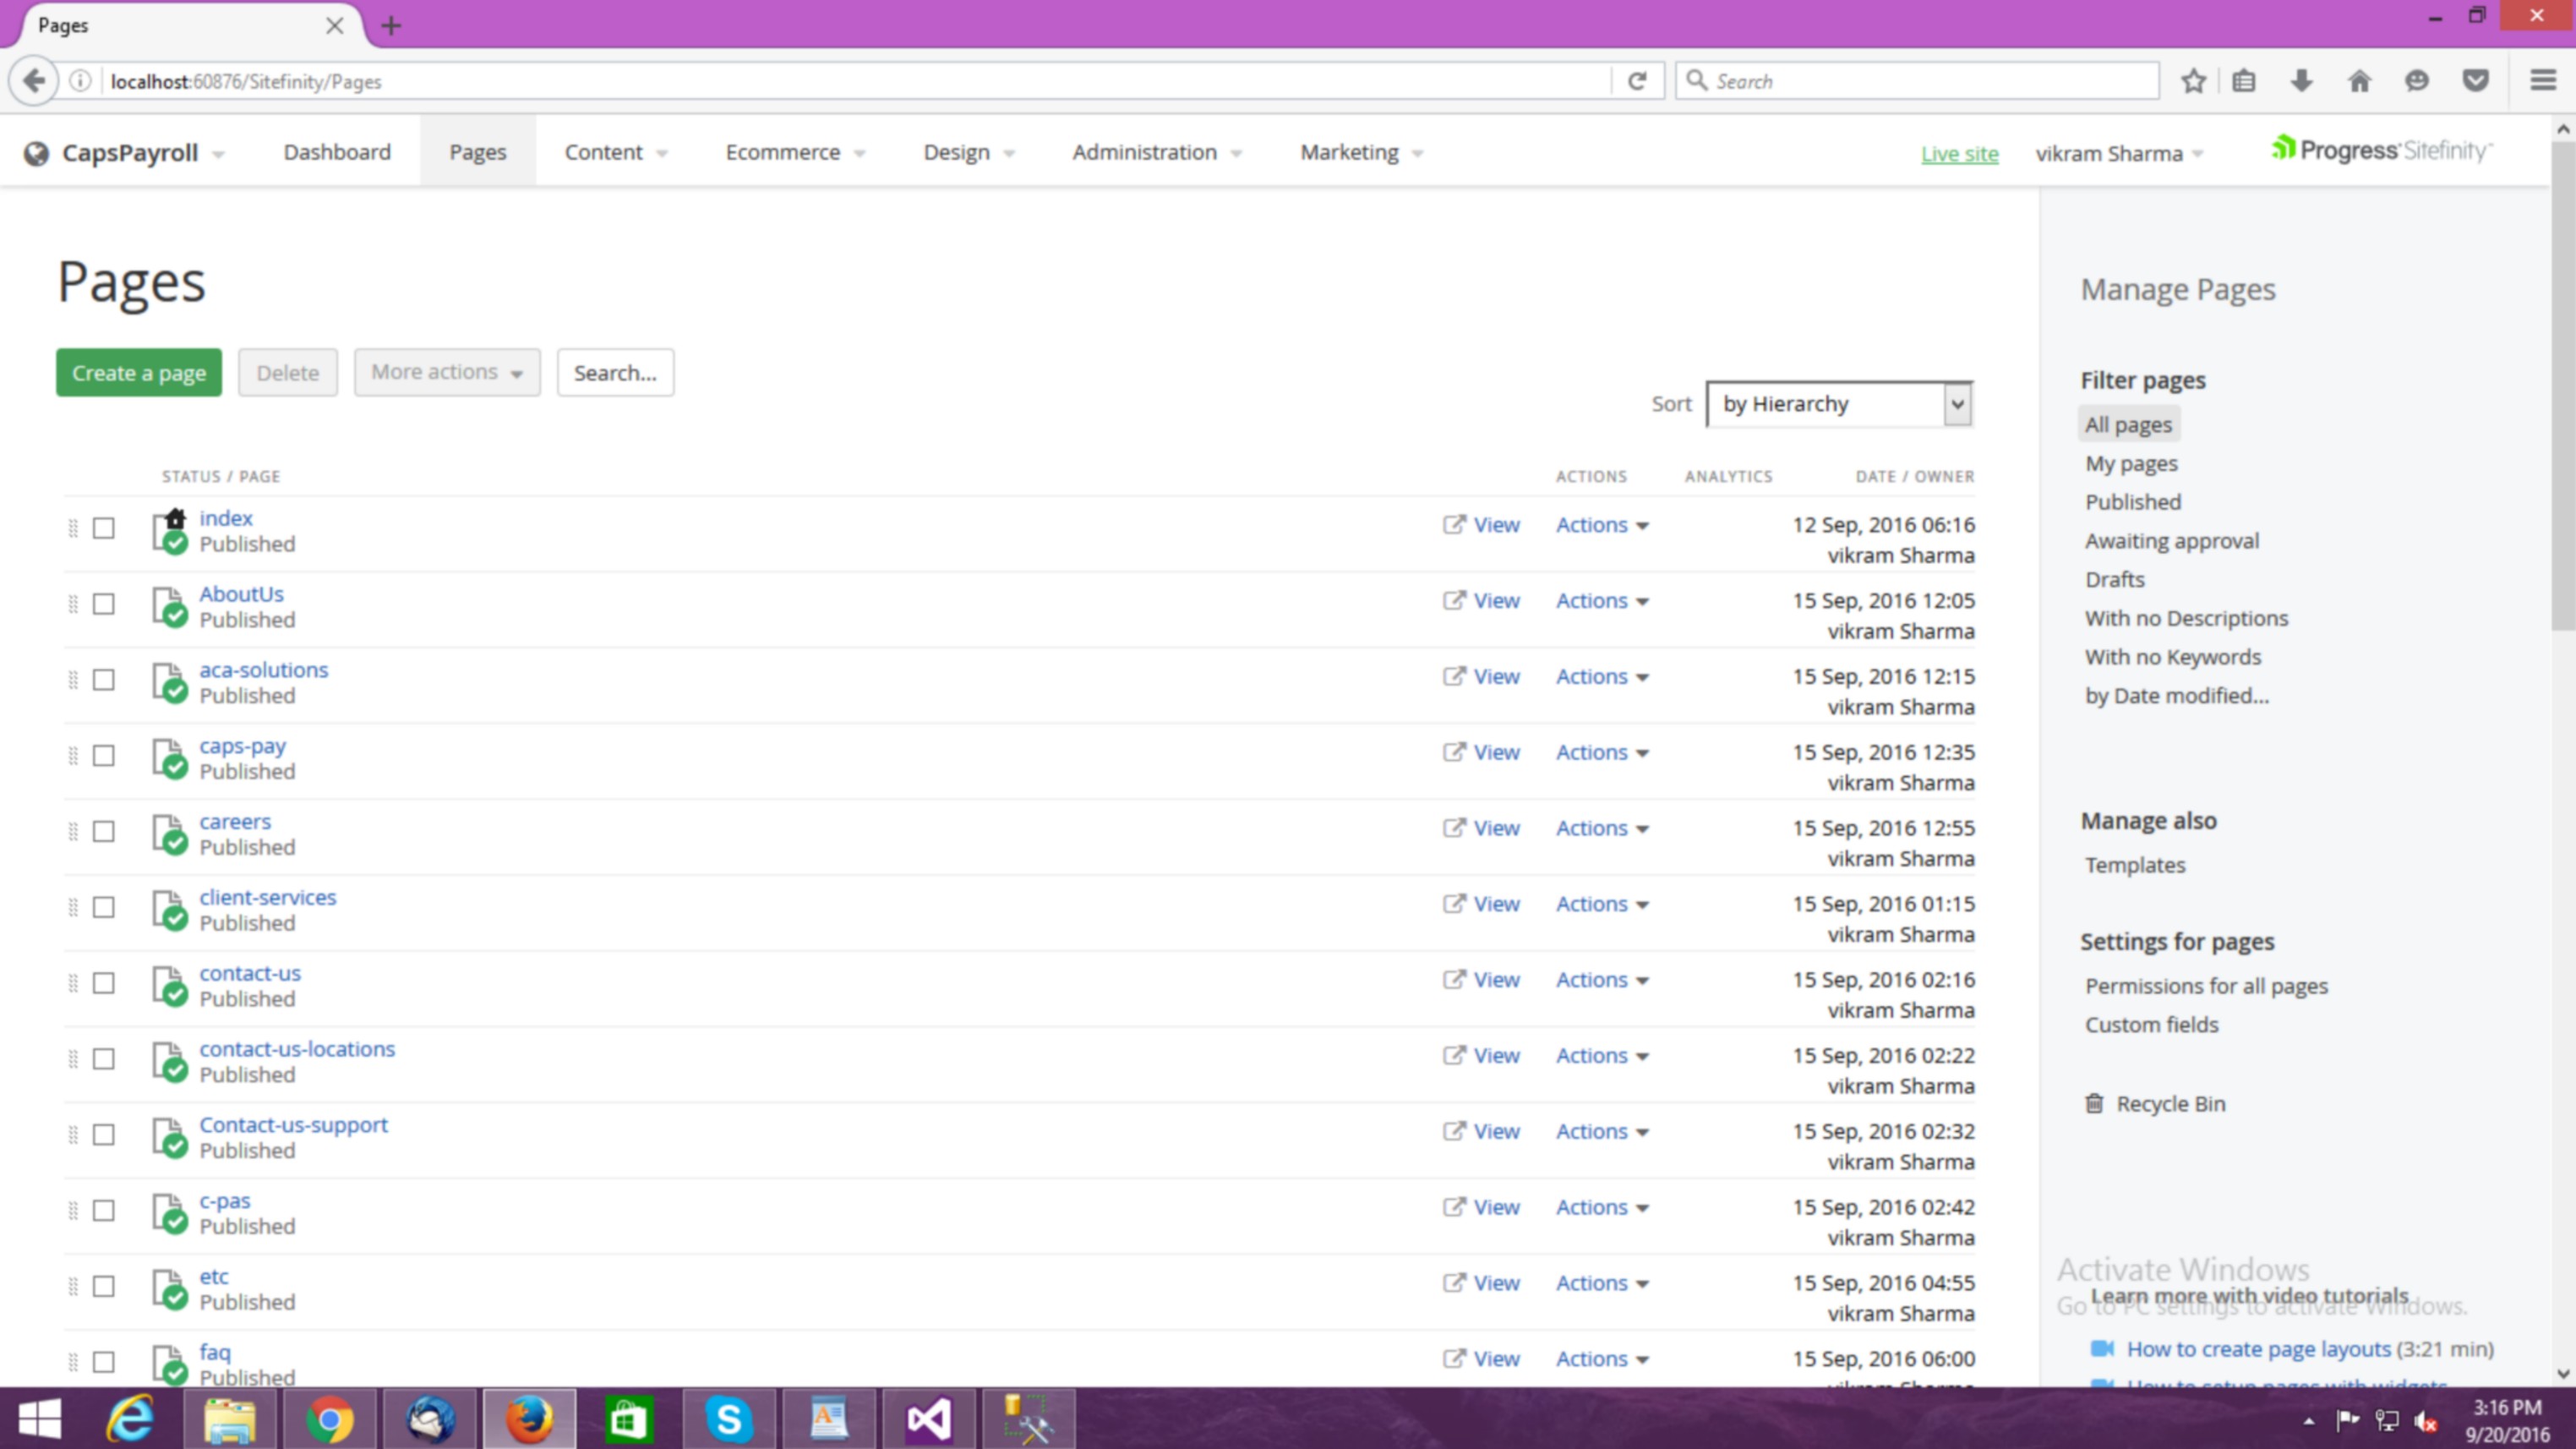 Pages
localhost:60876/Sitefinity/Pages
Search
CapsPayroll
Dashboard
Pages
Content
Ecommerce
Design
Administration
Marketing
Live site
vikram Sharma
Progress Sitefinity
Pages
Create a page
Delete
More actions
Search...
Sort
by Hierarchy
STATUS / PAGE
ACTIONS
ANALYTICS
DATE / OWNER
index
Published
View
Actions
12 Sep, 2016 06:16
vikram Sharma
AboutUs
Published
View
Actions
15 Sep, 2016 12:05
vikram Sharma
aca-solutions
Published
View
Actions
15 Sep, 2016 12:15
vikram Sharma
caps-pay
Published
View
Actions
15 Sep, 2016 12:35
vikram Sharma
careers
Published
View
Actions
15 Sep, 2016 12:55
vikram Sharma
client-services
Published
View
Actions
15 Sep, 2016 01:15
vikram Sharma
contact-us
Published
View
Actions
15 Sep, 2016 02:16
vikram Sharma
contact-us-locations
Published
View
Actions
15 Sep, 2016 02:22
vikram Sharma
Contact-us-support
Published
View
Actions
15 Sep, 2016 02:32
vikram Sharma
c-pas
Published
View
Actions
15 Sep, 2016 02:42
vikram Sharma
etc
Published
View
Actions
15 Sep, 2016 04:55
vikram Sharma
faq
Published
View
Actions
15 Sep, 2016 06:00
Manage Pages
Filter pages
All pages
My pages
Published
Awaiting approval
Drafts
With no Descriptions
With no Keywords
by Date modified...
Manage also
Templates
Settings for pages
Permissions for all pages
Custom fields
Recycle Bin
Activate Windows
Learn more with video tutorials
Go to PC settings to activate Windows.
How to create page layouts (3:21 min)
How to setup pages with widgets
3:16 PM
9/20/2016